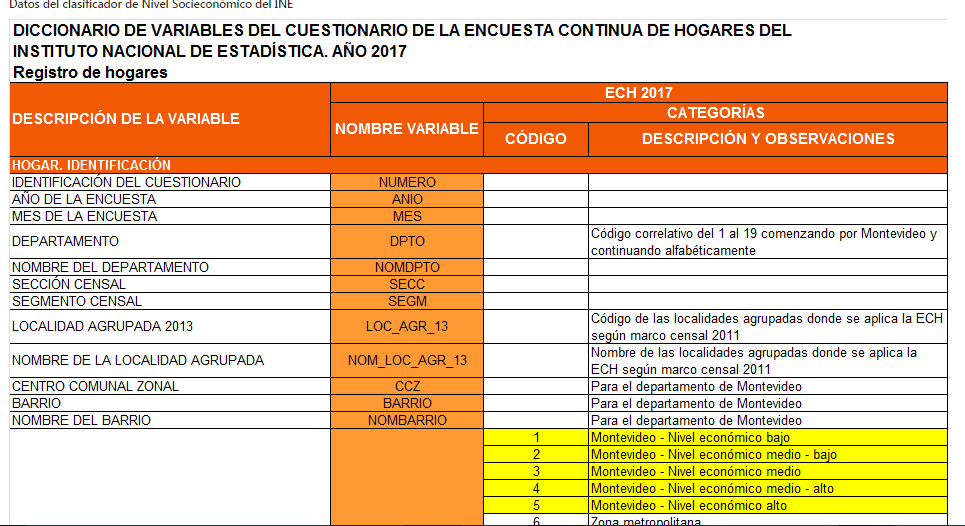 Datos del clasificador de Nivel Socieconómico del INE
DICCIONARIO DE VARIABLES DEL CUESTIONARIO DE LA ENCUESTA CONTINUA DE HOGARES DEL
INSTITUTO NACIONAL DE ESTADÍSTICA. AÑO 2017
Registro de hogares
DESCRIPCIÓN DE LA VARIABLE
NOMBRE VARIABLE
ECH 2017
CATEGORÍAS
CÓDIGO
DESCRIPCIÓN Y OBSERVACIONES
HOGAR. IDENTIFICACIÓN
IDENTIFICACIÓN DEL CUESTIONARIO NUMERO
AÑO DE LA ENCUESTA ANIO
MES DE LA ENCUESTA MES
DEPARTAMENTO DPTO
Código correlativo del 1 al 19 comenzando por Montevideo y
continuando alfabéticamente
NOMBRE DEL DEPARTAMENTO NOMDPTO
SECCIÓN CENSAL SECC
SEGMENTO CENSAL SEGM
LOCALIDAD AGRUPADA 2013 LOC_AGR_13
Código de las localidades agrupadas donde se aplica la ECH
según marco censal 2011
NOMBRE DE LA LOCALIDAD AGRUPADA NOM_LOC_AGR_13
Nombre de las localidades agrupadas donde se aplica la
ECH según marco censal 2011
CENTRO COMUNAL ZONAL CCZ Para el departamento de Montevideo
BARRIO BARRIO Para el departamento de Montevideo
NOMBRE DEL BARRIO NOMBARRIO Para el departamento de Montevideo
1 Montevideo - Nivel económico bajo
2 Montevideo - Nivel económico medio - bajo
3 Montevideo - Nivel económico medio
4 Montevideo - Nivel económico medio - alto
5 Montevideo - Nivel económico alto
6 Zona metropolitana